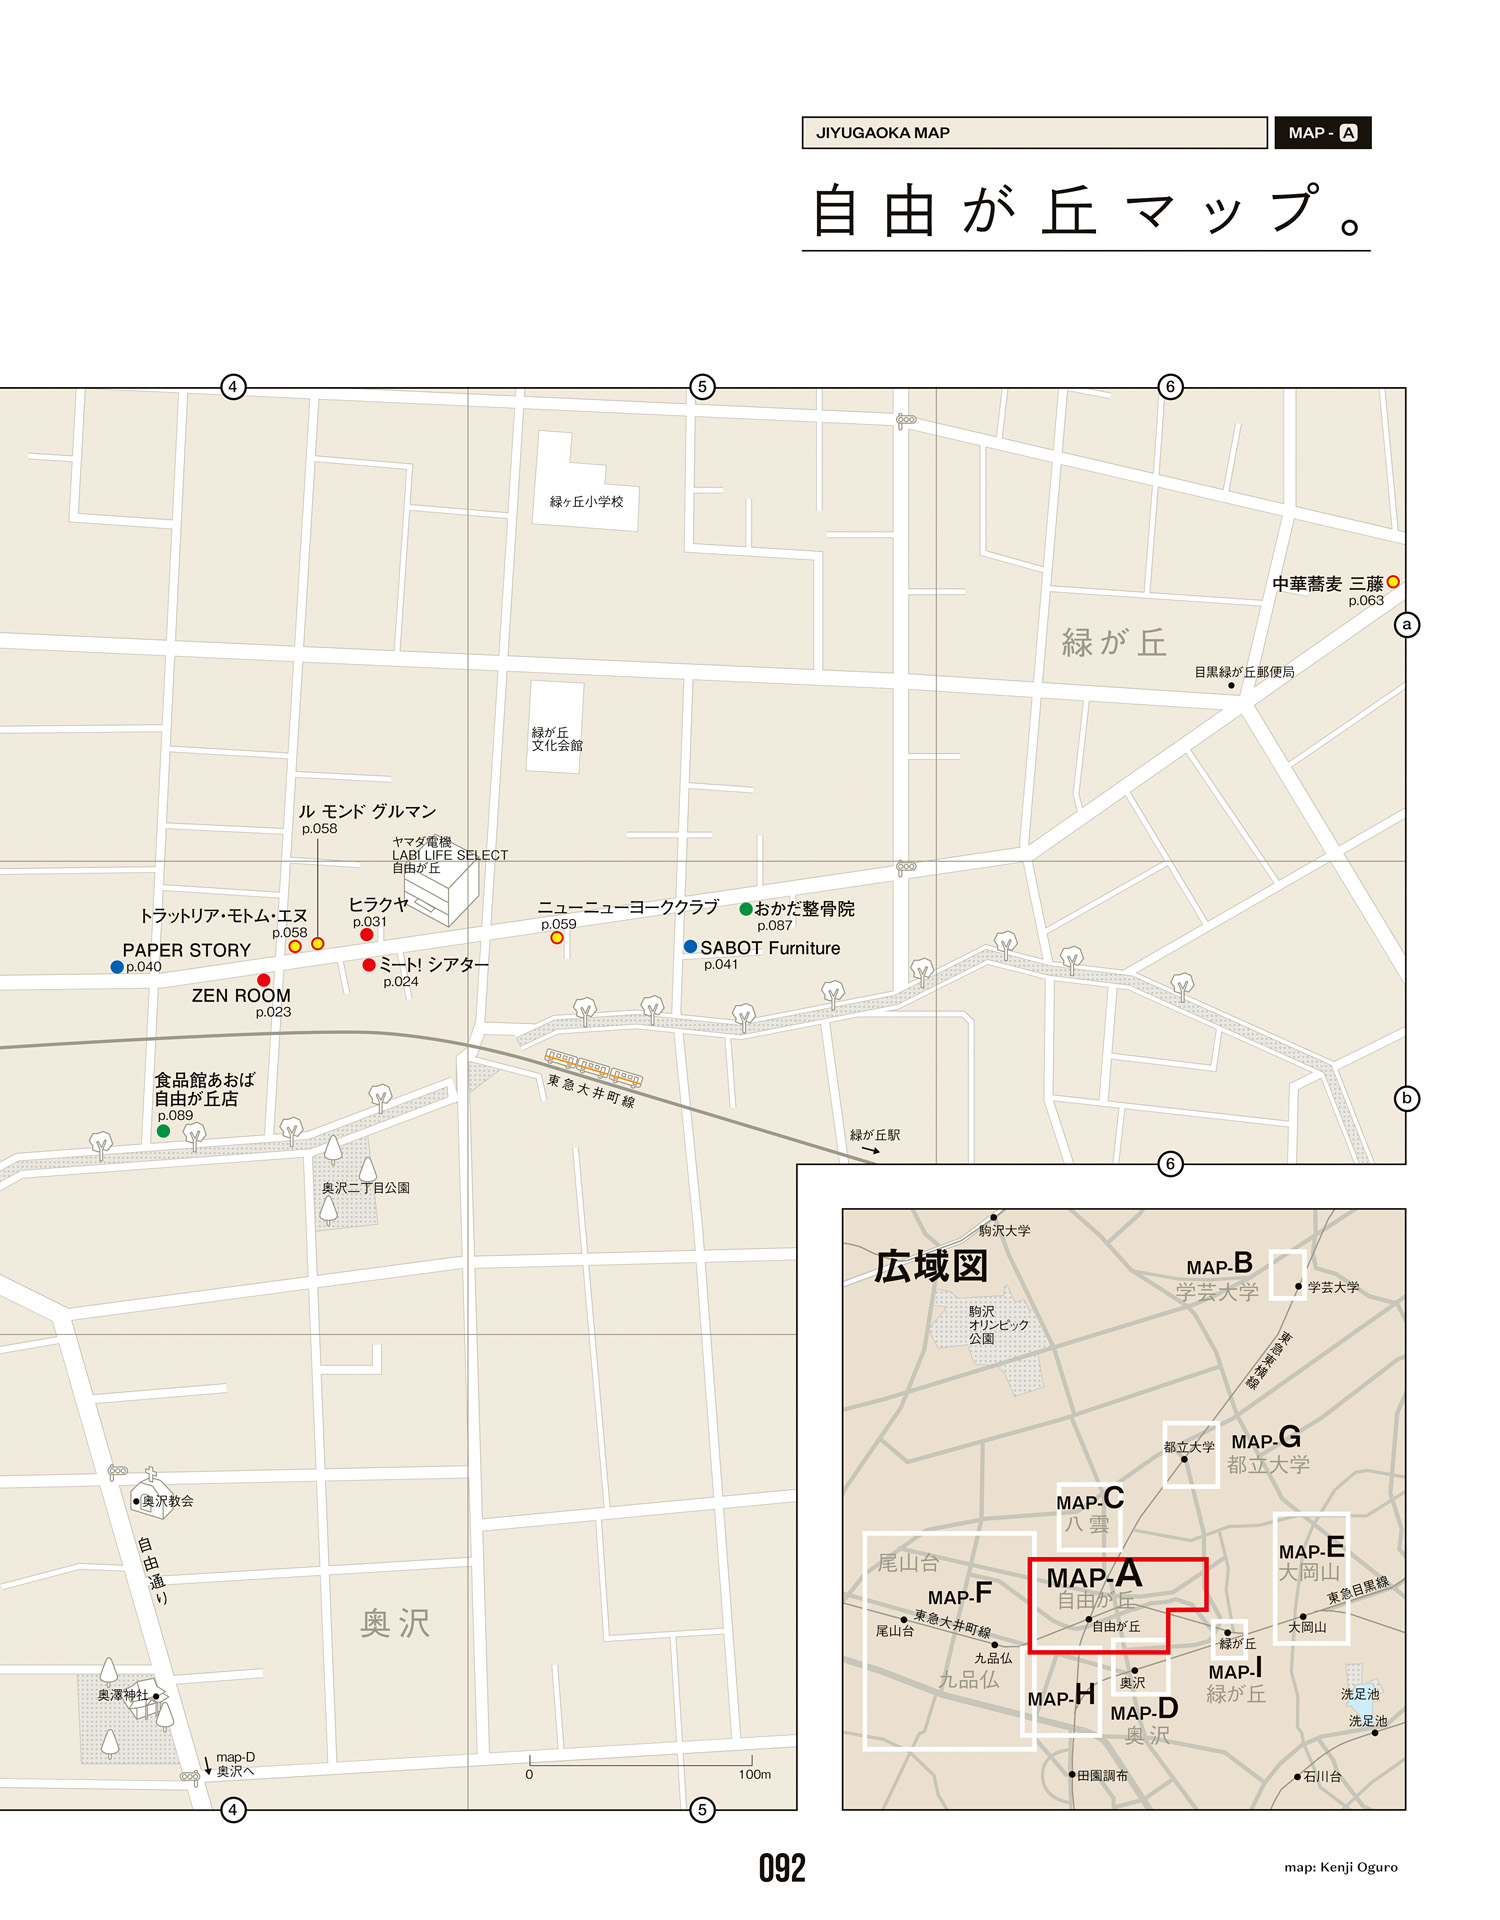 JIYUGAOKA MAP
MAP - A
自由が丘マップ。
4
5
6
緑ヶ丘小学校
中華蕎麦 三藤
p.063
a
緑が丘
目黒緑が丘郵便局
緑が丘
文化会館
ル モンド グルマン
p.058
ヤマダ電機
LABI LIFE SELECT
自由が丘
トラットリア・モトム・エヌ
p.058
ヒラクヤ
p.031
ニューニューヨーククラブ
p.059
おかだ整骨院
p.087
PAPER STORY
p.040
ミート! シアター
p.024
SABOT Furniture
p.041
ZEN ROOM
p.023
食品館あおば
自由が丘店
p.089
東急大井町線
b
緑が丘駅
6
奥沢二丁目公園
奥沢教会
自由通り
奥沢
奥澤神社
map-D
奥沢へ
0
100m
4
5
広域図
駒沢大学
MAP-B
学芸大学
学芸大学
駒沢
オリンピック
公園
東急東横線
都立大学
MAP-G
都立大学
MAP-C
八雲
MAP-E
大岡山
尾山台
MAP-A
自由が丘
MAP-F
東急目黒線
尾山台
東急大井町線
自由が丘
大岡山
九品仏
緑が丘
九品仏
奥沢
MAP-I
緑が丘
MAP-H
MAP-D
奥沢
洗足池
洗足池
田園調布
石川台
092
map: Kenji Oguro